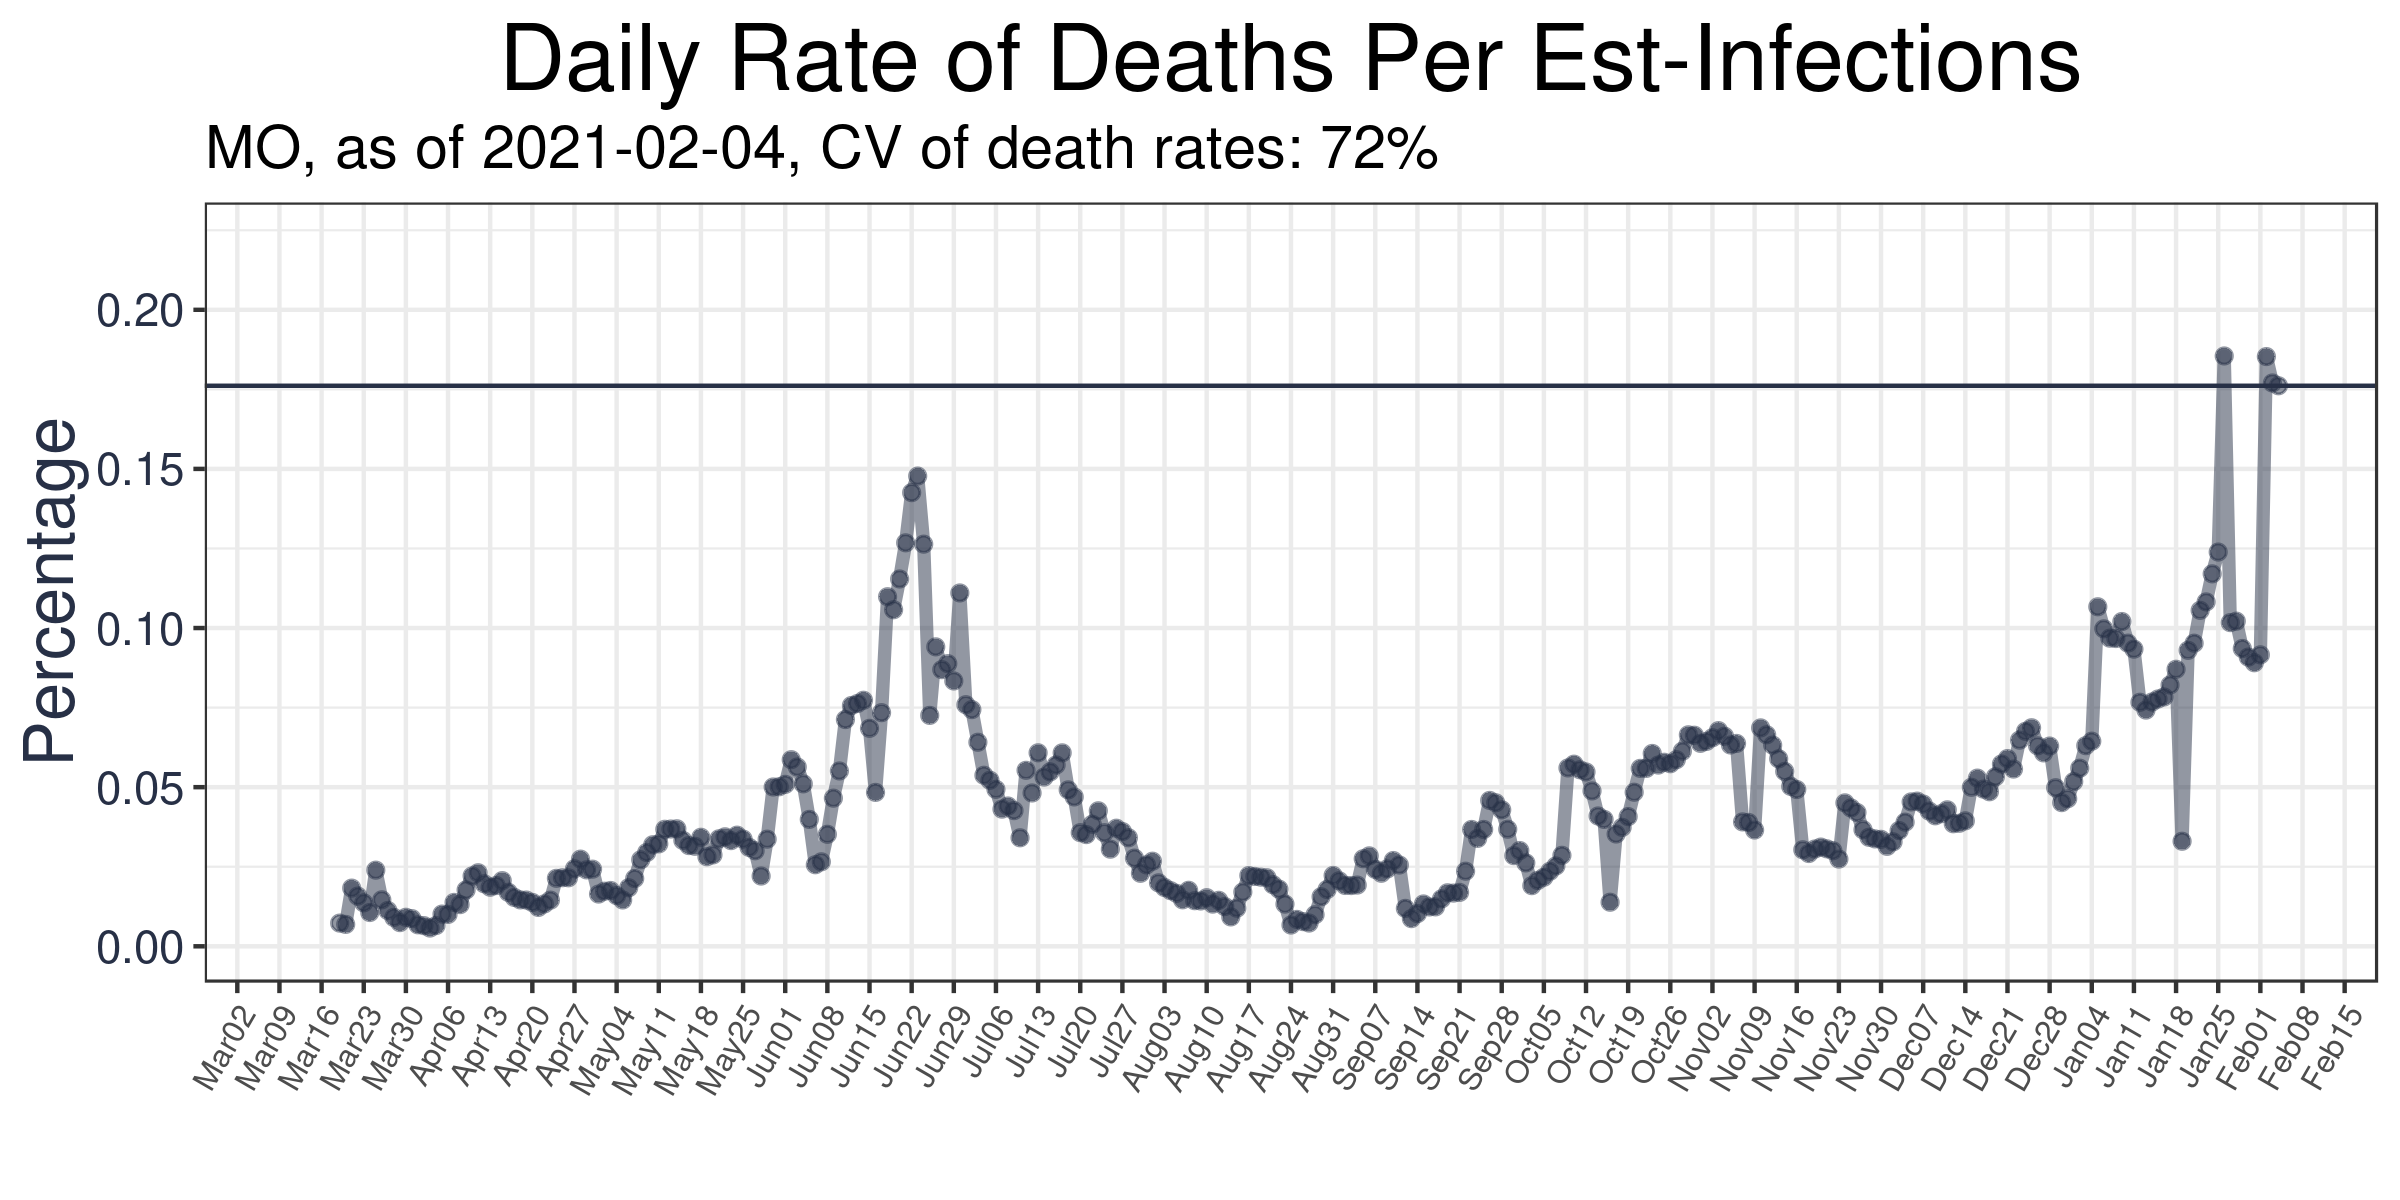 Daily Rate of Deaths Per Est-Infections
MO, as of 2021-02-04, CV of death rates: 72%
Percentage
0.20
0.15
0.10
0.05
0.00
Mar02
Mar09
Mar16
Mar23
Mar30
Apr06
Apr13
Apr20
Apr27
May04
May11
May18
May25
Jun01
Jun08
Jun15
Jun22
Jun29
Jul06
Jul13
Jul20
Jul27
Aug03
Aug10
Aug17
Aug24
Aug31
Sep07
Sep14
Sep21
Sep28
Oct05
Oct12
Oct19
Oct26
Nov02
Nov09
Nov16
Nov23
Nov30
Dec07
Dec14
Dec21
Dec28
Jan04
Jan11
Jan18
Jan25
Feb01
Feb08
Feb15